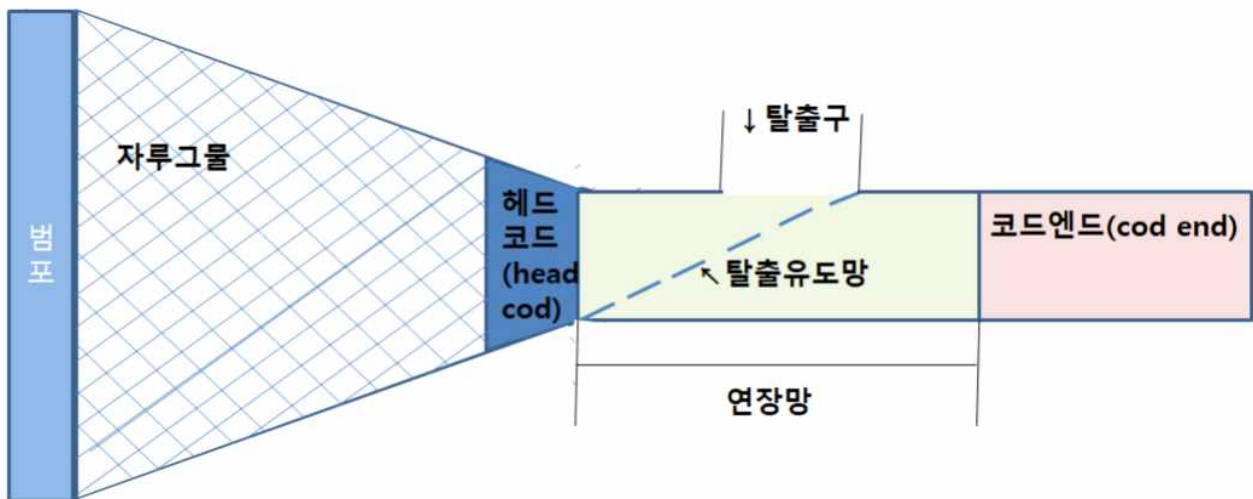 ↓탈출구
자루그물
범
포
헤드
코드
(head
cod)
코드엔드(cod end)
↖탈출유도망
연장망